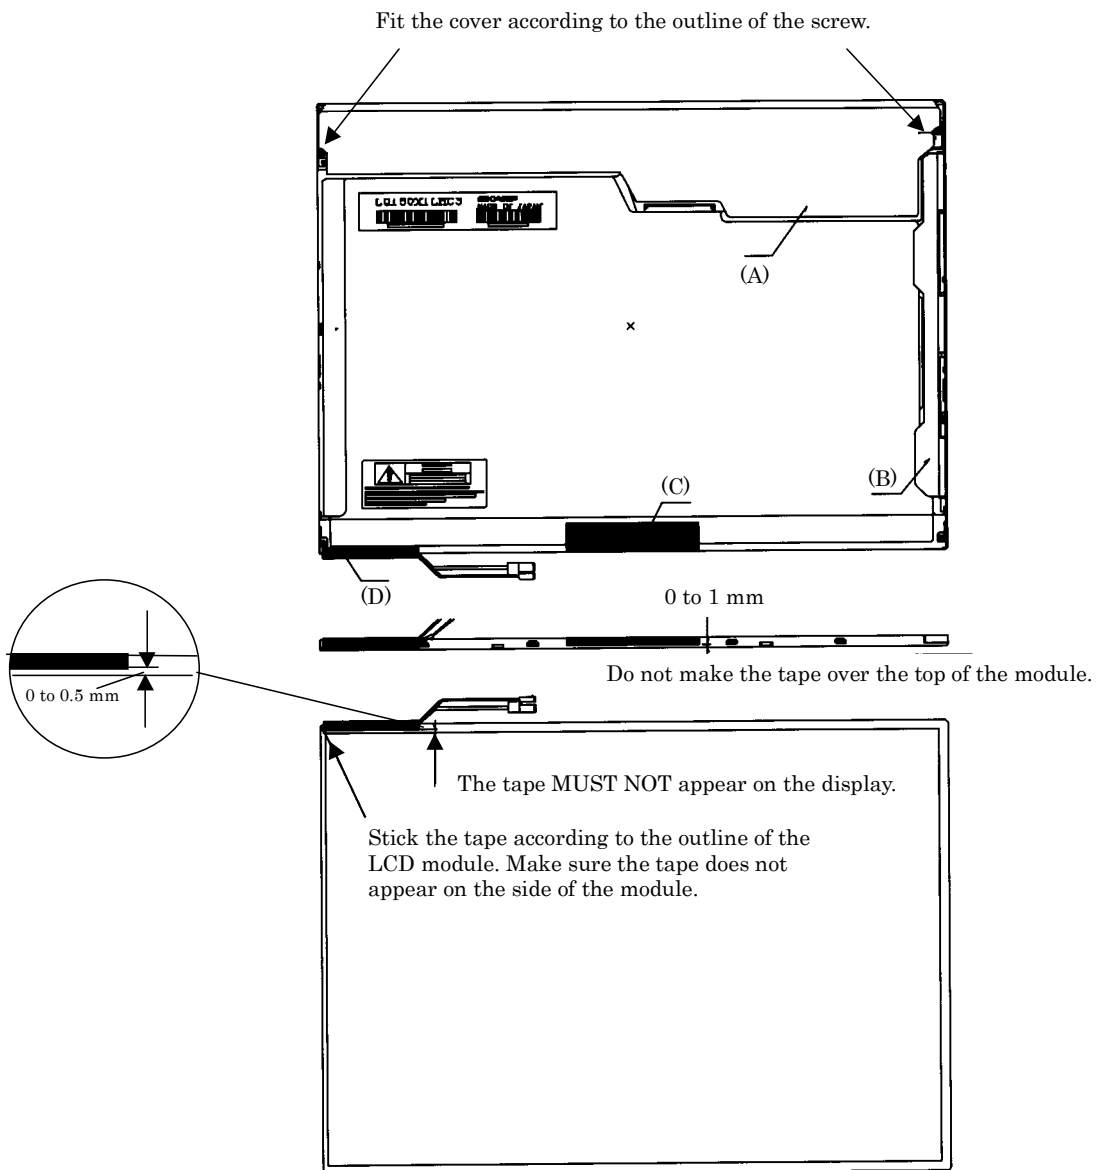 Fit the cover according to the outline of the screw.
(A)
(B)
(C)
(D)
0 to 1 mm
Do not make the tape over the top of the module.
0 to 0.5 mm
The tape MUST NOT appear on the display.
Stick the tape according to the outline of the
LCD module. Make sure the tape does not
appear on the side of the module.